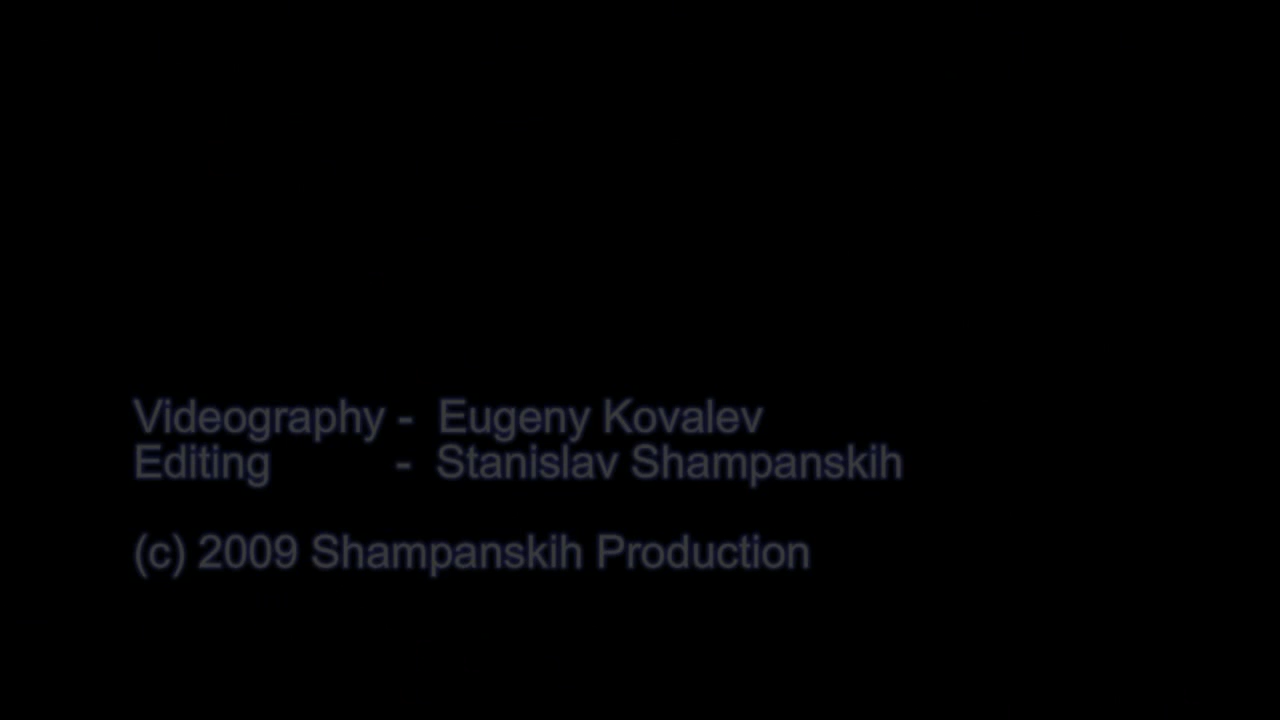 Videography - Eugeny Kovalev
Editing - Stanislav Shampanskih
(c) 2009 Shampanskih Production